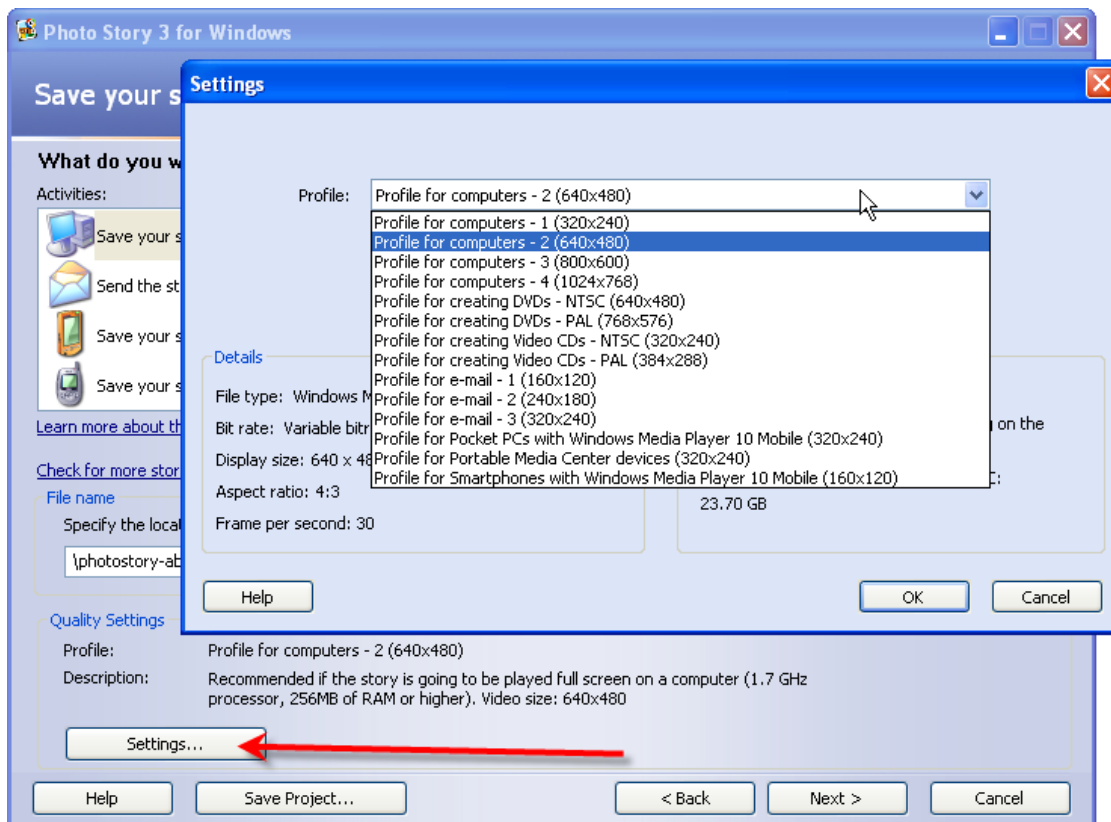 Photo Story 3 for Windows
Save your s
Settings
What do you w
Activities:
Save your s
Send the st
Save your s
Save your s
Learn more about th
Check for more stor
File name
Specify the local
\photostory-ab
Profile: Profile for computers - 2 (640x480)
Profile for computers - 1 (320x240)
Profile for computers - 2 (640x480)
Profile for computers - 3 (800x600)
Profile for computers - 4 (1024x768)
Profile for creating DVDs - NTSC (640x480)
Profile for creating DVDs - PAL (768x576)
Profile for creating Video CDs - NTSC (320x240)
Profile for creating Video CDs - PAL (384x288)
Profile for e-mail - 1 (160x120)
Profile for e-mail - 2 (240x180)
Profile for e-mail - 3 (320x240)
Profile for Pocket PCs with Windows Media Player 10 Mobile (320x240)
Profile for Portable Media Center devices (320x240)
Profile for Smartphones with Windows Media Player 10 Mobile (160x120)
Details
File type: Windows M
Bit rate: Variable bitr
Display size: 640 x 48
Aspect ratio: 4:3
Frame per second: 30
on the
C:
23.70 GB
Help OK Cancel
Quality Settings
Profile: Profile for computers - 2 (640x480)
Description: Recommended if the story is going to be played full screen on a computer (1.7 GHz
processor, 256MB of RAM or higher). Video size: 640x480
Settings...
Help Save Project... < Back Next > Cancel